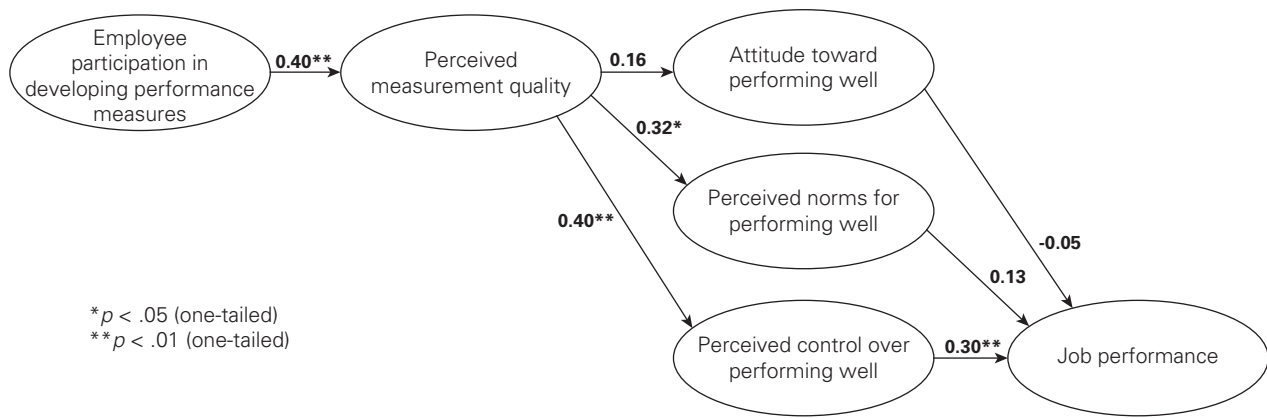 Employee
participation in
developing performance
measures
0.40**
Perceived
measurement quality
0.16
Attitude toward
performing well
0.32*
Perceived norms for
performing well
0.40**
-0.05
0.13
*p < .05 (one-tailed)
**p < .01 (one-tailed)
Perceived control over
performing well
0.30**
Job performance